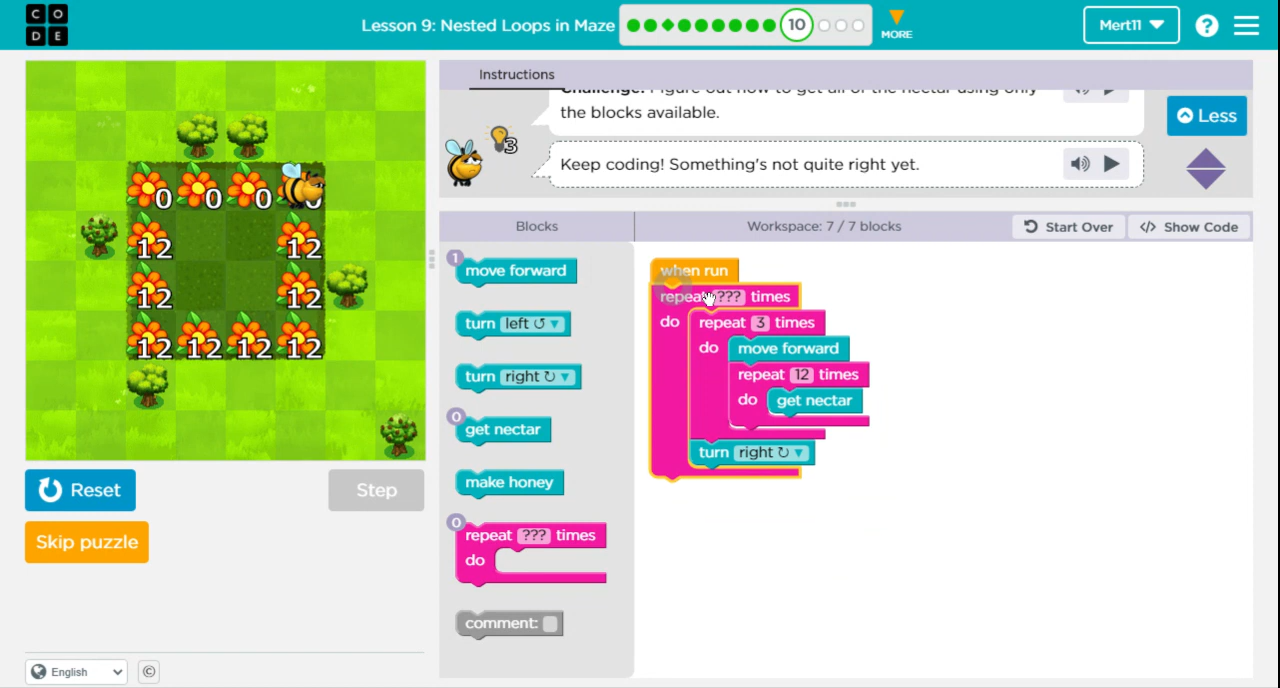 C O
D E
Lesson 9: Nested Loops in Maze
10
MORE
Mert11
?
Instructions
the blocks available.
3
Keep coding! Something's not quite right yet.
Less
Blocks
Workspace: 7 / 7 blocks
Start Over
</> Show Code
0 0 0
12 12
12 12
12 12 12 12
1
move forward
turn left
turn right
0
get nectar
make honey
0
repeat ??? times
do
comment:
when run
repeat ??? times
do
repeat 3 times
do
move forward
repeat 12 times
do get nectar
turn right
Reset
Step
Skip puzzle
English
©